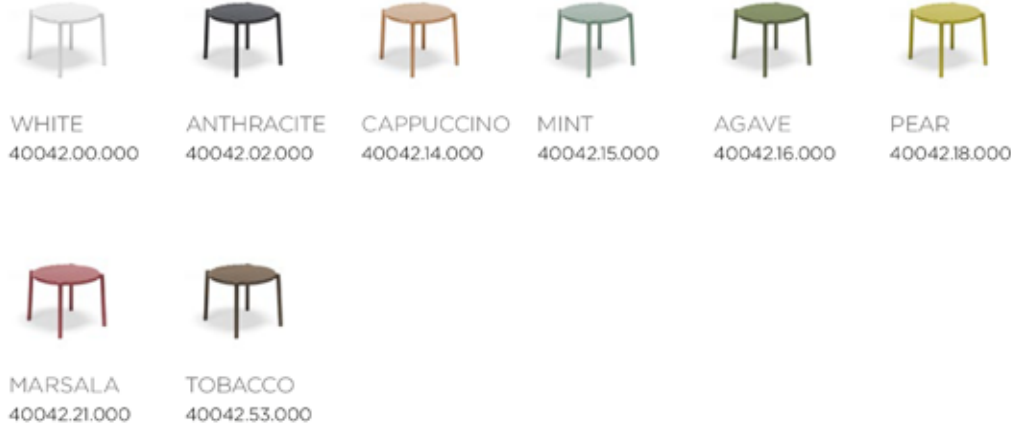 WHITE
40042.00.000
ANTHRACITE
40042.02.000
CAPPUCCINO
40042.14.000
MINT
40042.15.000
AGAVE
40042.16.000
PEAR
40042.18.000
MARSALA
40042.21.000
TOBACCO
40042.53.000